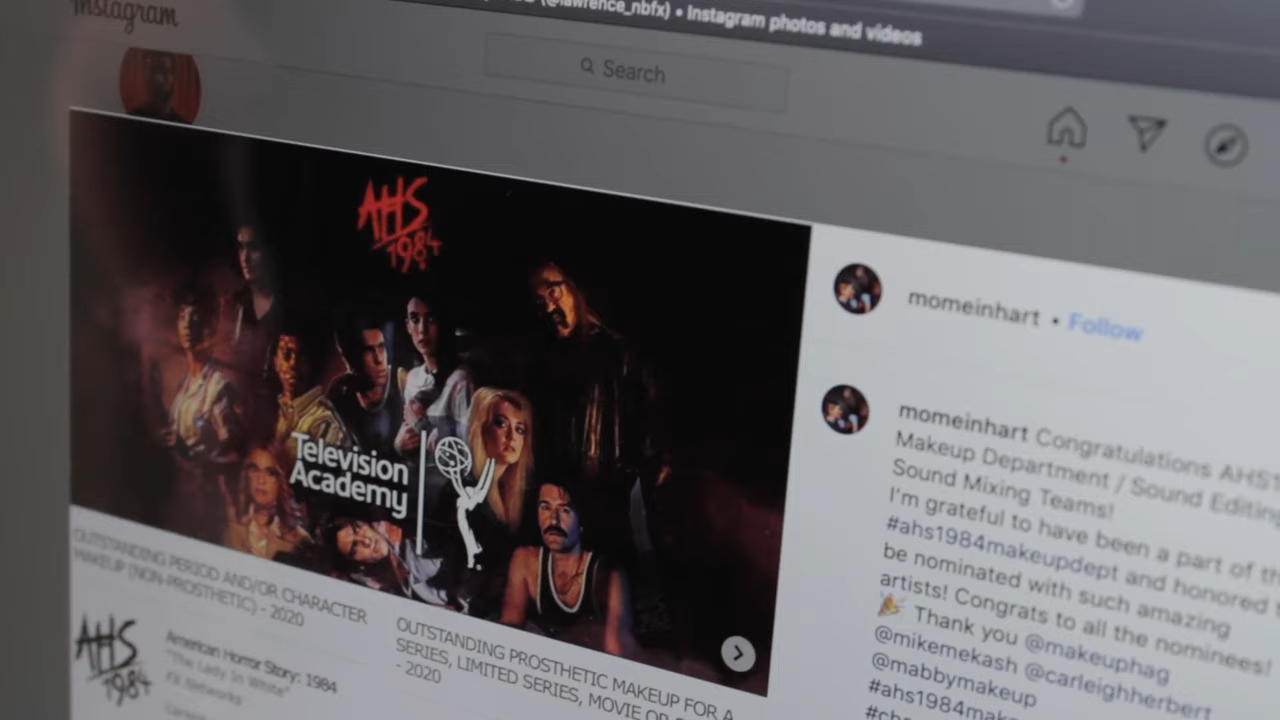 Instagram
(@lawrence_nbfx) • Instagram photos and videos
Search
AHS
1984
Television
Academy
OUTSTANDING PERIOD AND/OR CHARACTER
MAKEUP (NON-PROSTHETIC) - 2020
AHS
1984
American Horror Story: 1984
"The Lady In White"
FX Networks
OUTSTANDING PROSTHETIC MAKEUP FOR A
SERIES, LIMITED SERIES, MOVIE OR
- 2020
momeinhart • Follow
momeinhart Congratulations AHS1
Makeup Department / Sound Editing
Sound Mixing Teams!
I'm grateful to have been a part of th
#ahs1984makeupdept and honored
be nominated with such amazing
artists! Congrats to all the nominees!
🎉 Thank you @makeuphag
@mikemekash @carleighherbert
@mabbymakeup
#ahs1984mak